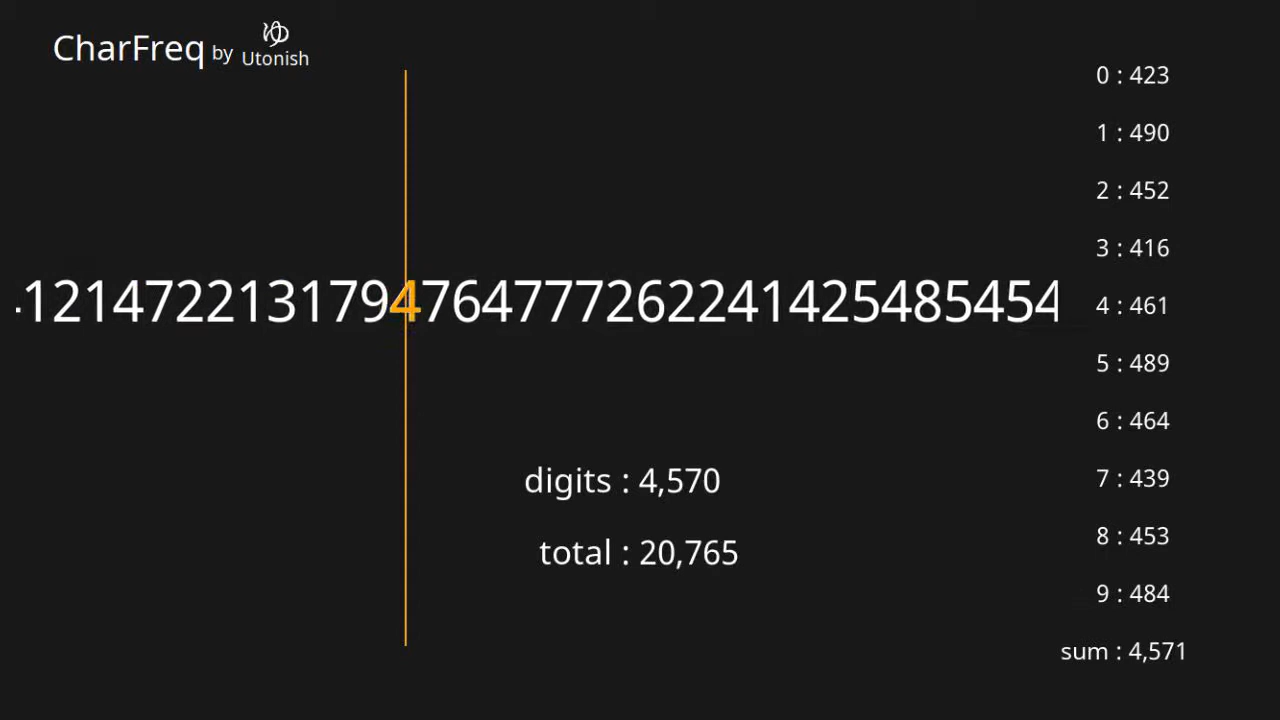 CharFreq by Utonish
0 : 423
1 : 490
2 : 452
3 : 416
1214722131794764777262241425485454
4 : 461
5 : 489
6 : 464
digits : 4,570
7 : 439
8 : 453
total : 20,765
9 : 484
sum : 4,571